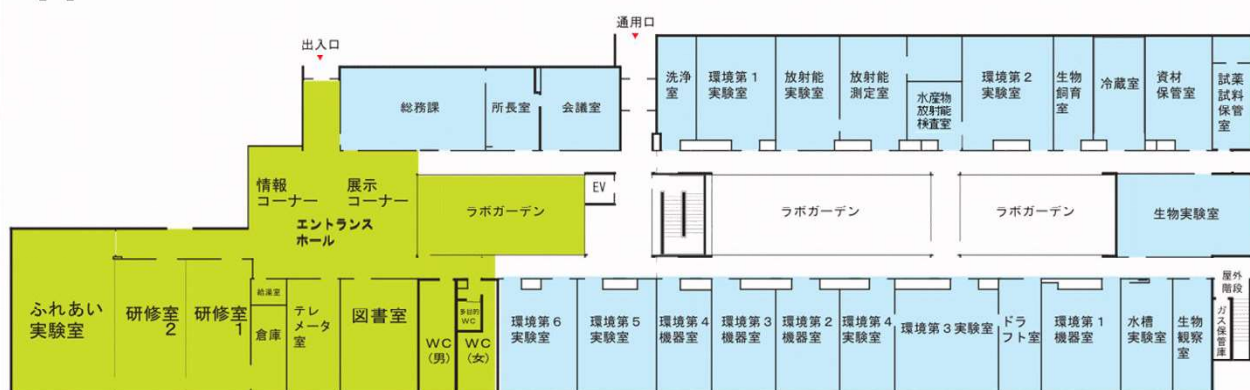 通用口
出入口
総務課
所長室
会議室
洗浄
室
環境第1
実験室
放射能
実験室
放射能
測定室
水産物
放射能
検査室
環境第2
実験室
生物
飼育
室
冷蔵室
資材
保管室
試薬
試料
保管
室
情報
コーナー
展示
コーナー
エントランス
ホール
ラボガーデン
EV
ラボガーデン
ラボガーデン
生物実験室
ふれあい
実験室
研修室
2
研修室
1
給湯室
倉庫
テレ
メータ
室
図書室
WC
(男)
多目的
WC
WC
(女)
環境第6
実験室
環境第5
実験室
環境第4
機器室
環境第3
機器室
環境第2
機器室
環境第4
実験室
環境第3実験室
ドラ
フト室
環境第1
機器室
水槽
実験室
生物
観察
室
屋外
階段
ガス保管庫